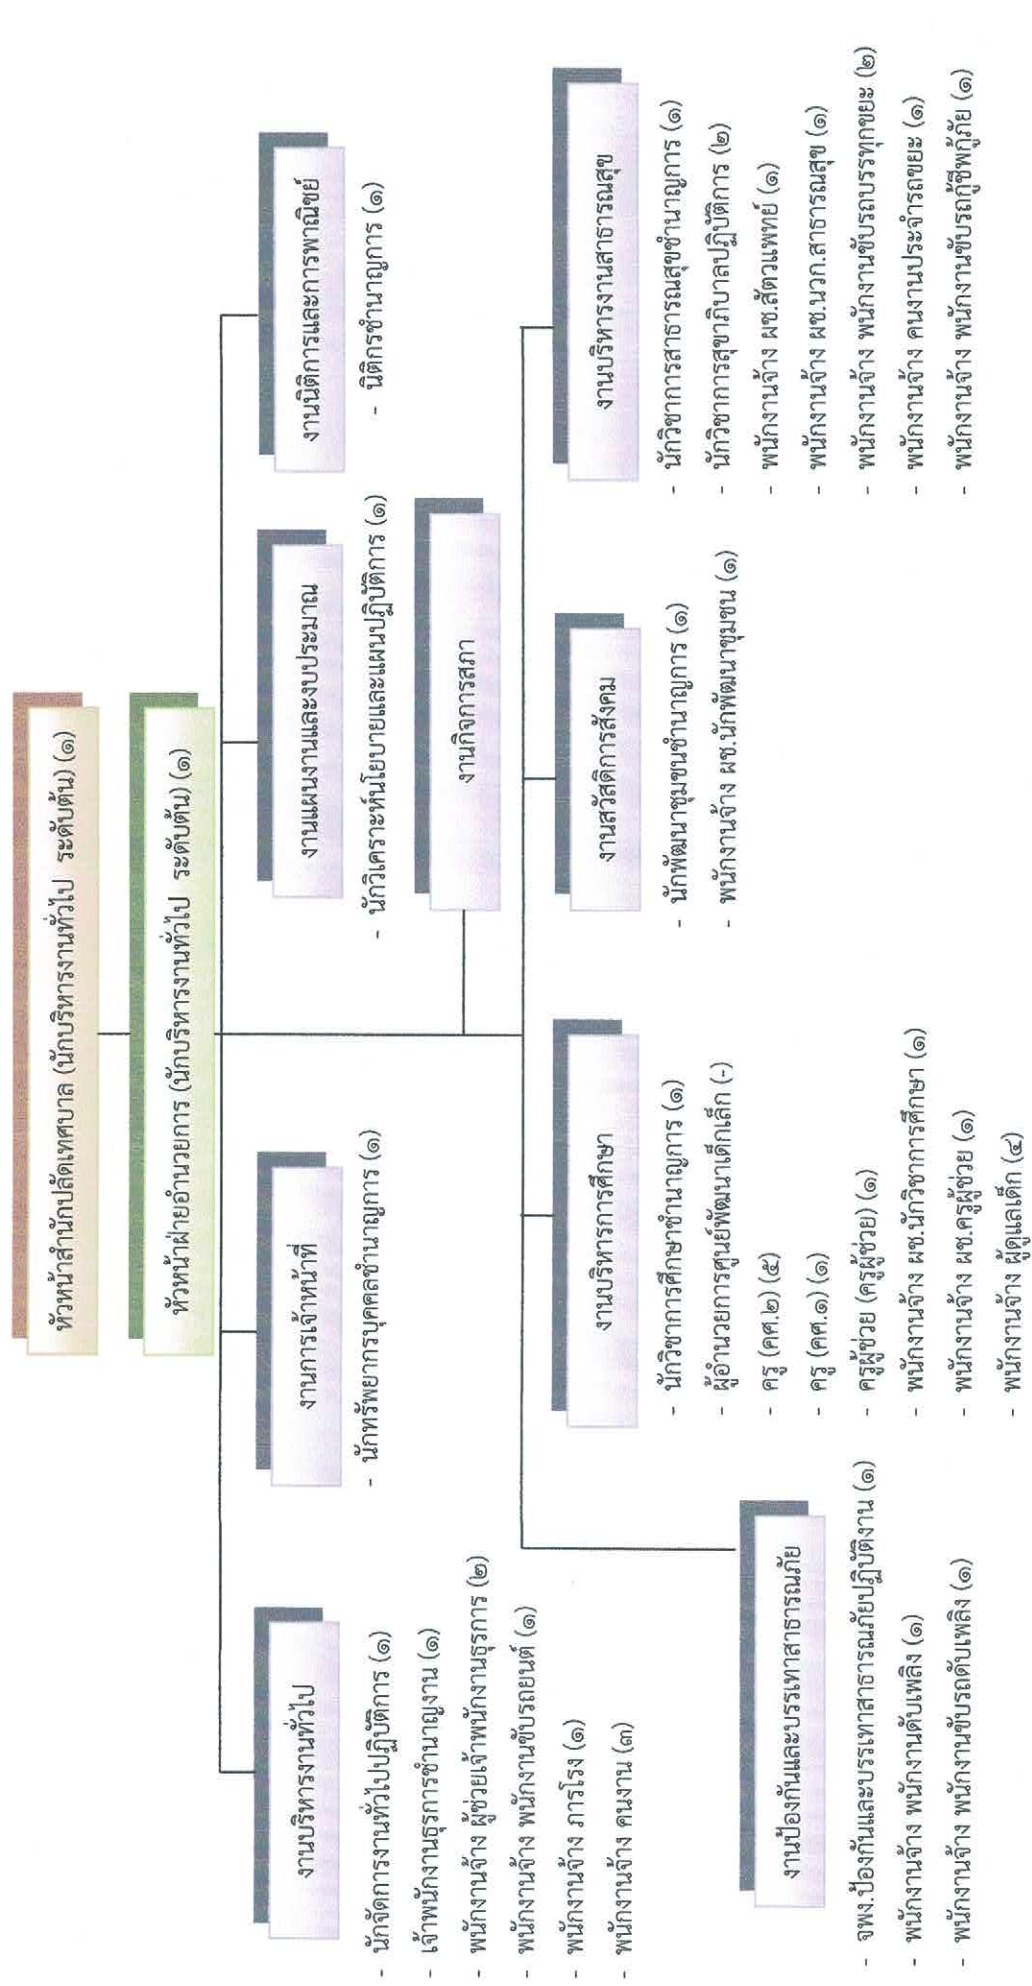 หัวหน้าสำนักปลัดเทศบาล (นักบริหารงานทั่วไป ระดับต้น) (๑)
หัวหน้าฝ่ายอำนวยการ (นักบริหารงานทั่วไป ระดับต้น) (๑)
งานบริหารงานทั่วไป
- นักจัดการงานทั่วไปปฏิบัติการ (๑)
- เจ้าพนักงานธุรการชำนาญงาน (๑)
- พนักงานจ้าง ผู้ช่วยเจ้าพนักงานธุรการ (๒)
- พนักงานจ้าง พนักงานขับรถยนต์ (๑)
- พนักงานจ้าง ภารโรง (๑)
- พนักงานจ้าง คนงาน (๓)
งานการเจ้าหน้าที่
- นักทรัพยากรบุคคลชำนาญการ (๑)
งานแผนงานและงบประมาณ
- นักวิเคราะห์นโยบายและแผนปฏิบัติการ (๑)
งานนิติการและการพาณิชย์
- นิติกรชำนาญการ (๑)
งานกิจการสภา
งานป้องกันและบรรเทาสาธารณภัย
- จพง.ป้องกันและบรรเทาสาธารณภัยปฏิบัติงาน (๑)
- พนักงานจ้าง พนักงานดับเพลิง (๑)
- พนักงานจ้าง พนักงานขับรถดับเพลิง (๑)
งานบริหารการศึกษา
- นักวิชาการศึกษาชำนาญการ (๑)
- ผู้อำนวยการศูนย์พัฒนาเด็กเล็ก (-)
- ครู (คศ.๒) (๕)
- ครู (คศ.๑) (๑)
- ครูผู้ช่วย (ครูผู้ช่วย) (๑)
- พนักงานจ้าง ผช.นักวิชาการศึกษา (๑)
- พนักงานจ้าง ผช.ครูผู้ช่วย (๑)
- พนักงานจ้าง ผู้ดูแลเด็ก (๔)
งานสวัสดิการสังคม
- นักพัฒนาชุมชนชำนาญการ (๑)
- พนักงานจ้าง ผช.นักพัฒนาชุมชน (๑)
งานบริหารงานสาธารณสุข
- นักวิชาการสาธารณสุขชำนาญการ (๑)
- นักวิชาการสุขาภิบาลปฏิบัติการ (๒)
- พนักงานจ้าง ผช.สัตวแพทย์ (๑)
- พนักงานจ้าง ผช.นวก.สาธารณสุข (๑)
- พนักงานจ้าง พนักงานขับรถบรรทุกขยะ (๒)
- พนักงานจ้าง คนงานประจำรถขยะ (๑)
- พนักงานจ้าง พนักงานขับรถกู้ชีพกู้ภัย (๑)